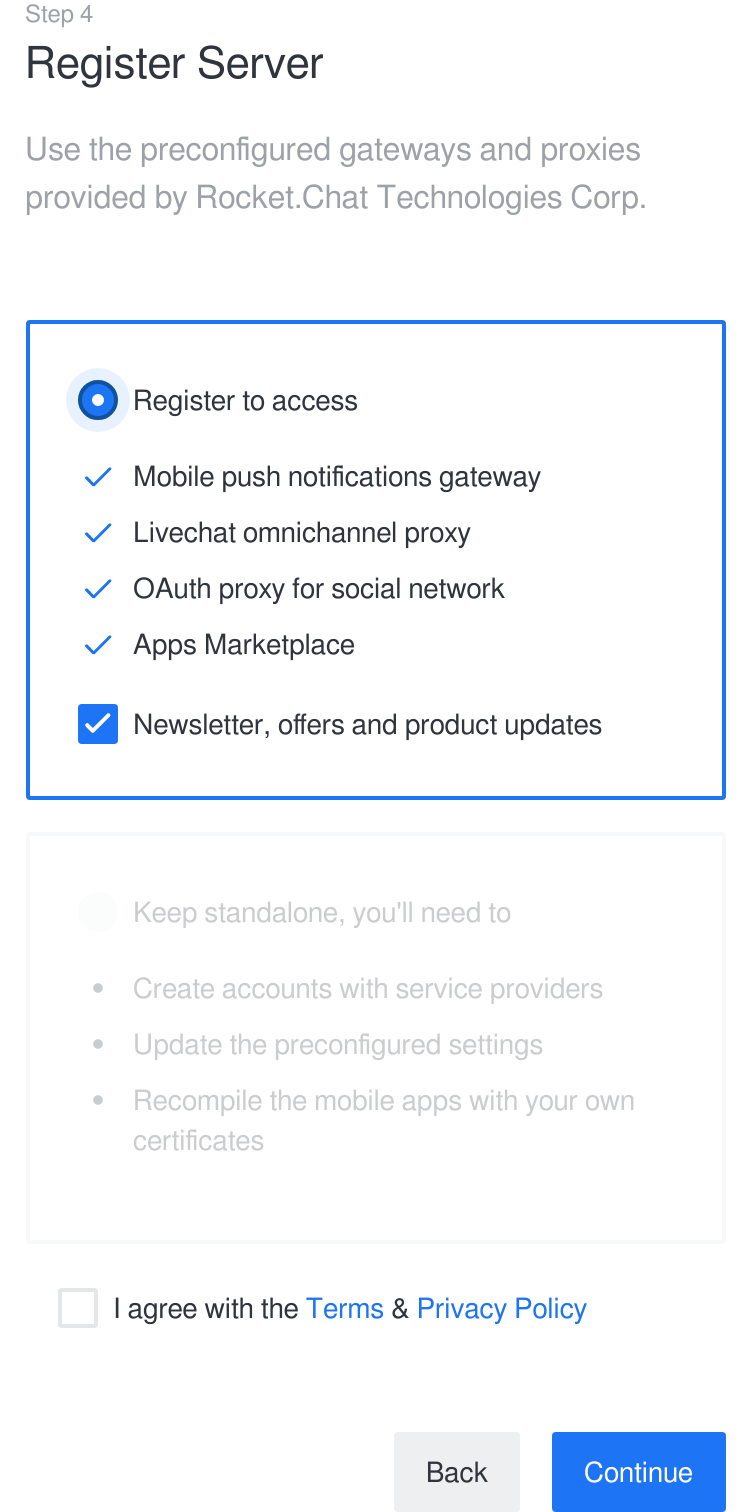 Step 4
Register Server
Use the preconfigured gateways and proxies
provided by Rocket.Chat Technologies Corp.
Register to access
Mobile push notifications gateway
Livechat omnichannel proxy
OAuth proxy for social network
Apps Marketplace
Newsletter, offers and product updates
Keep standalone, you'll need to
• Create accounts with service providers
• Update the preconfigured settings
• Recompile the mobile apps with your own
certificates
I agree with the Terms & Privacy Policy
Back Continue